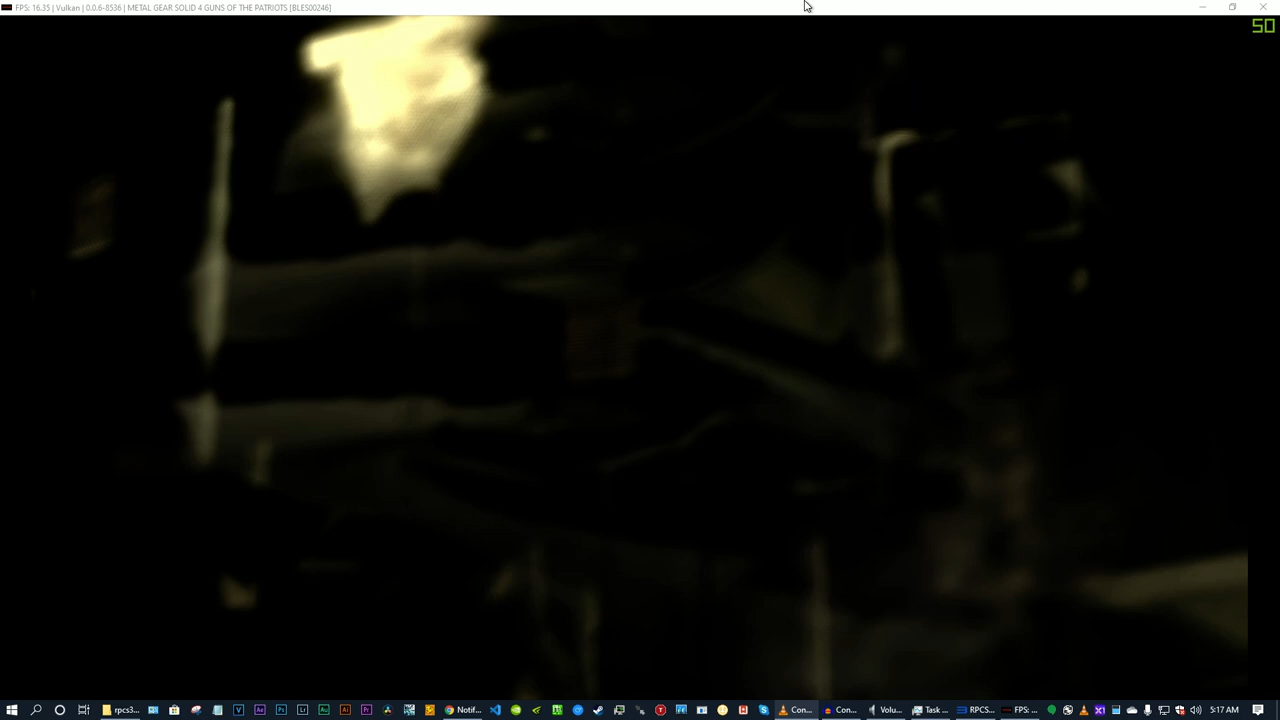 FPS: 16.35 | Vulkan | 0.0.6-8536 | METAL GEAR SOLID 4 GUNS OF THE PATRIOTS [BLES00246]
50
rpcs3... Notif... Con... Con... Volu... Task ... RPCS... FPS ... 5:17 AM